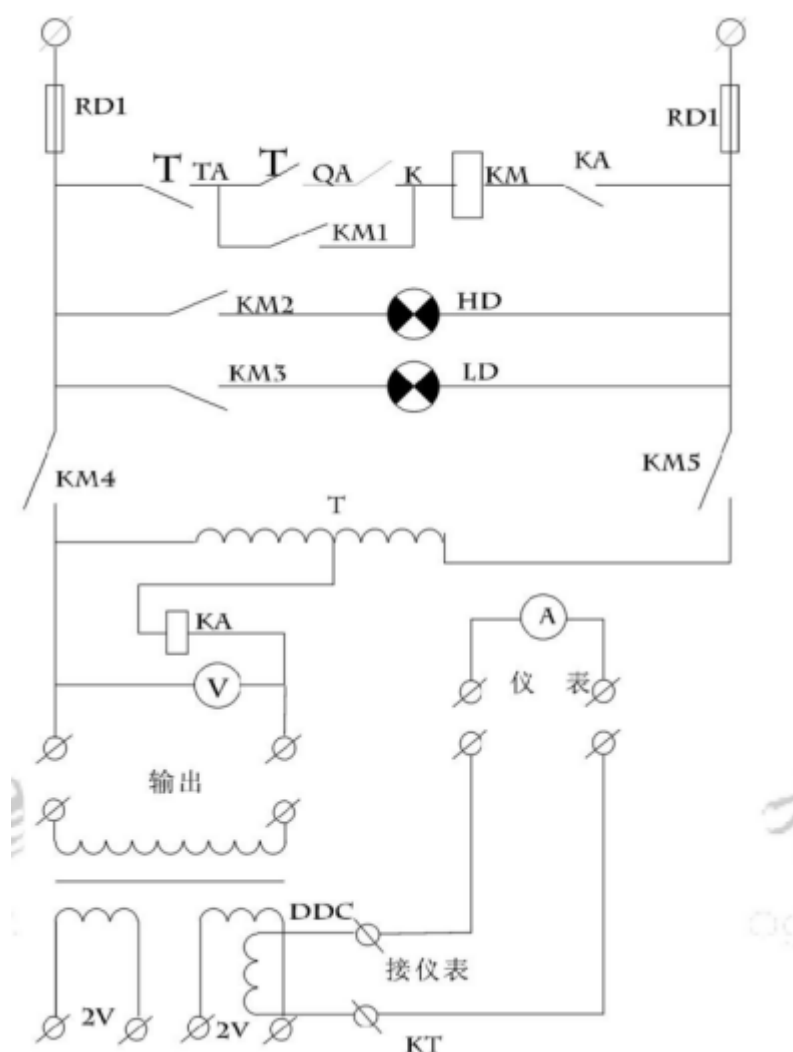 RD1
RD1
T TA T QA K KM KA
KM1
KM2 HD
KM3 LD
KM4 KM5
T
KA
A
V
仪 表
输出
DDC
接仪表
2V 2V
KT